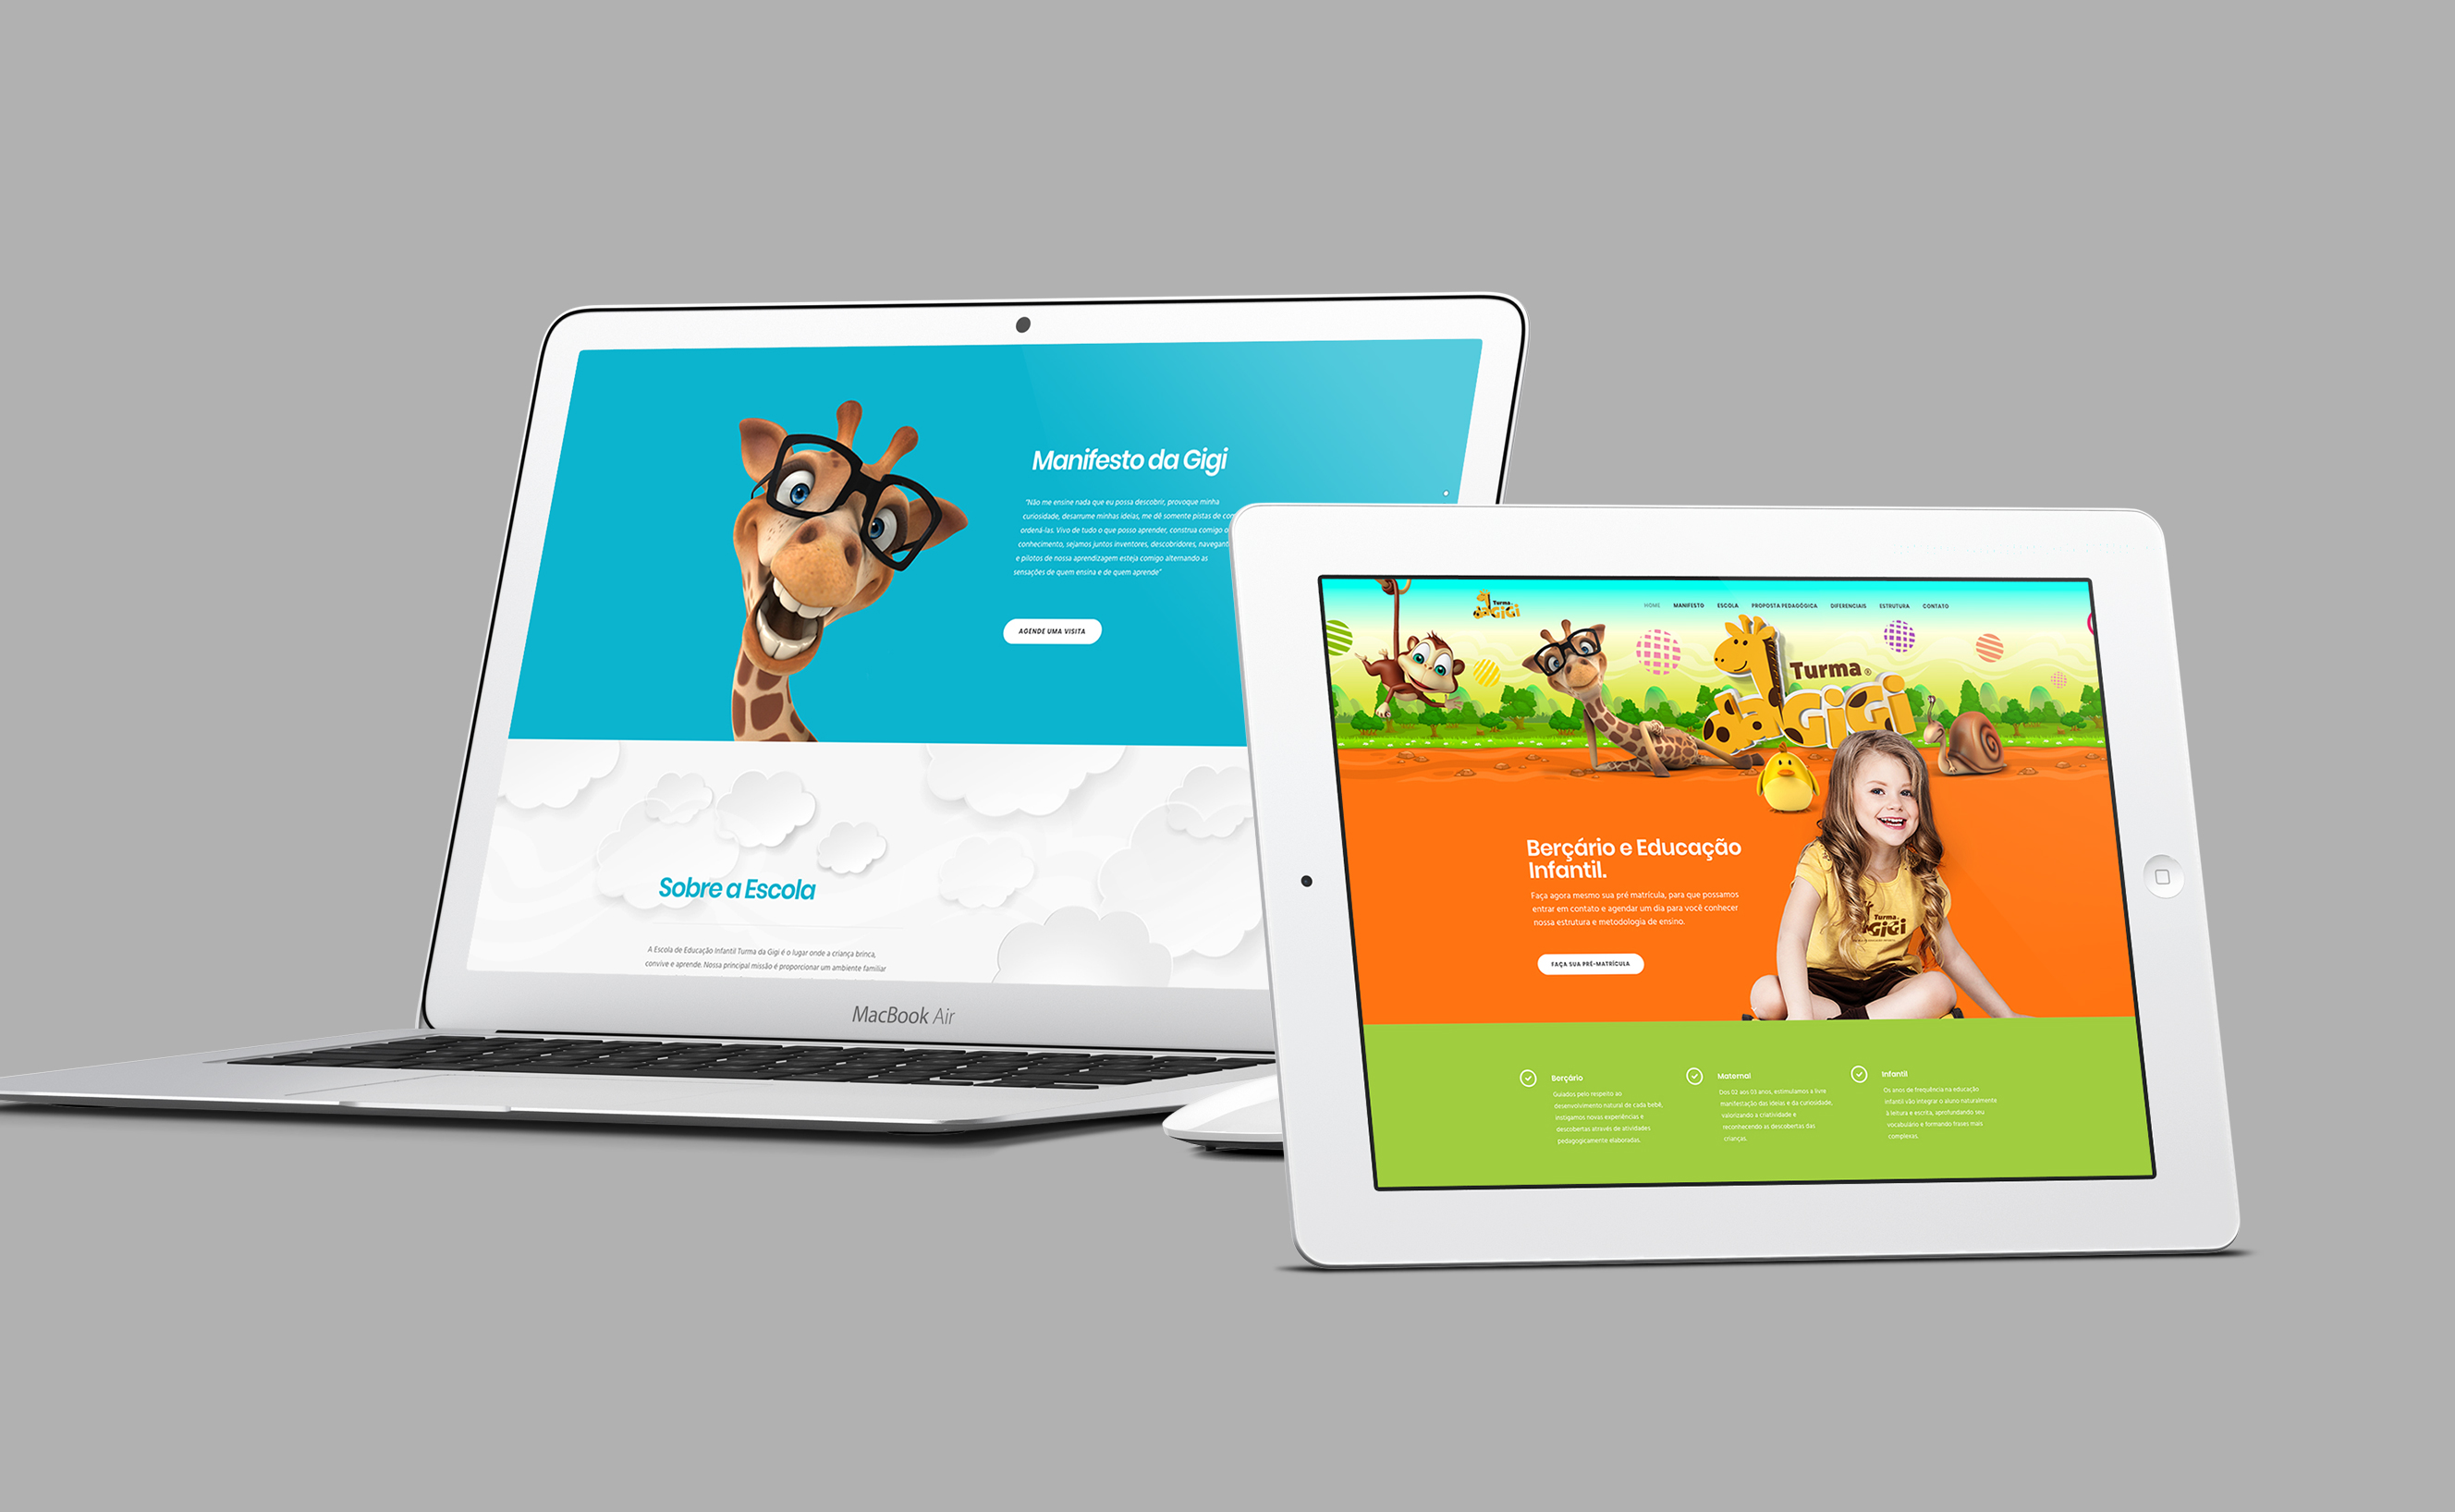 Manifesto da Gigi
"Não me ensine nada que eu possa descobrir, provoque minha
curiosidade, desarrume minhas ideias, me dê somente pistas de
ordená-las. Vivo de tudo o que posso aprender, construa comigo
conhecimento, sejamos juntos inventores, descobridores,
e pilotos de nossa aprendizagem esteja comigo alternando as
sensações de quem ensina e de quem aprende"
AGENDE UMA VISITA
Sobre a Escola
A Escola de Educação Infantil Turma da Gigi é o lugar onde a criança brinca,
convive e aprende. Nossa principal missão é proporcionar um ambiente familiar
MacBook Air
Turma
da GiGi
HOME MANIFESTO ESCOLA PROPOSTA PEDAGÓGICA DIFERENCIAIS ESTRUTURA CONTATO
Turma ®
da GiGi
Berçário e Educação
Infantil.
Faça agora mesmo sua pré matrícula, para que possamos
entrar em contato e agendar um dia para você conhecer
nossa estrutura e metodologia de ensino.
FAÇA SUA PRÉ-MATRÍCULA
Turma
GiGi
Berçário
Guiados pelo respeito ao
desenvolvimento natural de cada bebê,
instigamos novas experiências e
descobertas através de atividades
pedagogicamente elaboradas.
Maternal
Dos 02 aos 03 anos, estimulamos a livre
manifestação das ideias e da curiosidade,
valorizando a criatividade e
reconhecendo as descobertas das
crianças.
Infantil
Os anos de frequência na educação
infantil vão integrar o aluno naturalmente
à leitura e escrita, aprofundando seu
vocabulário e formando frases mais
complexas.